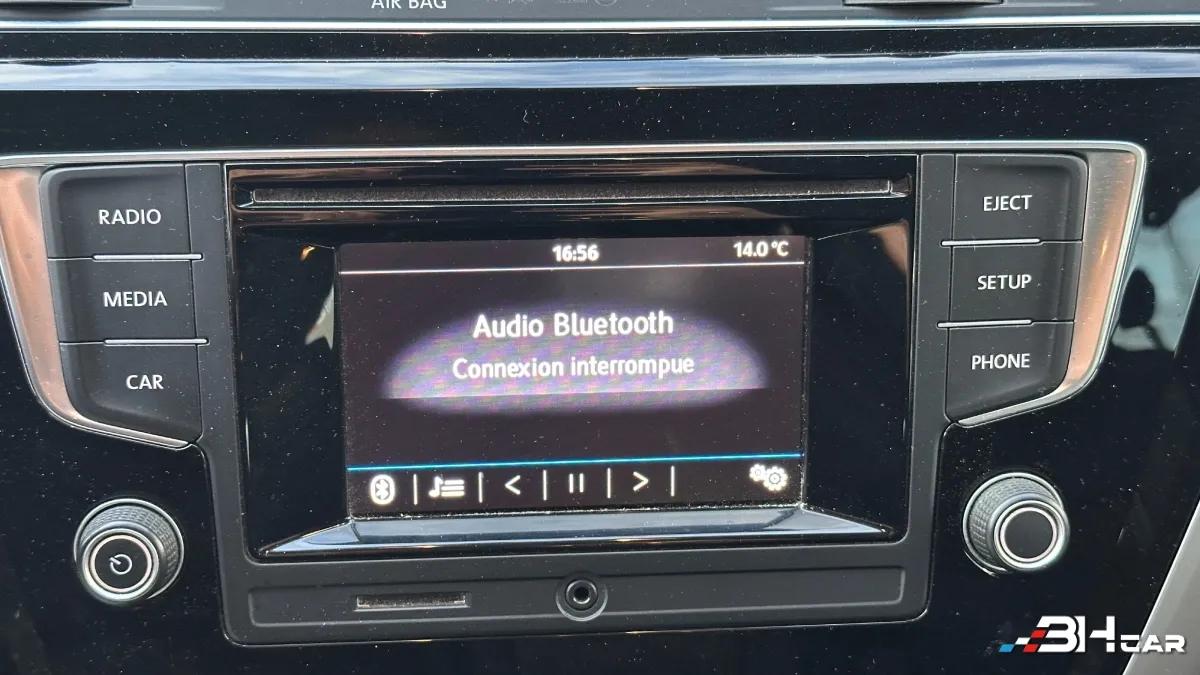 AIR BAG
RADIO
MEDIA
CAR
16:56
14.0 °C
Audio Bluetooth
Connexion interrompue
EJECT
SETUP
PHONE
BHCAR